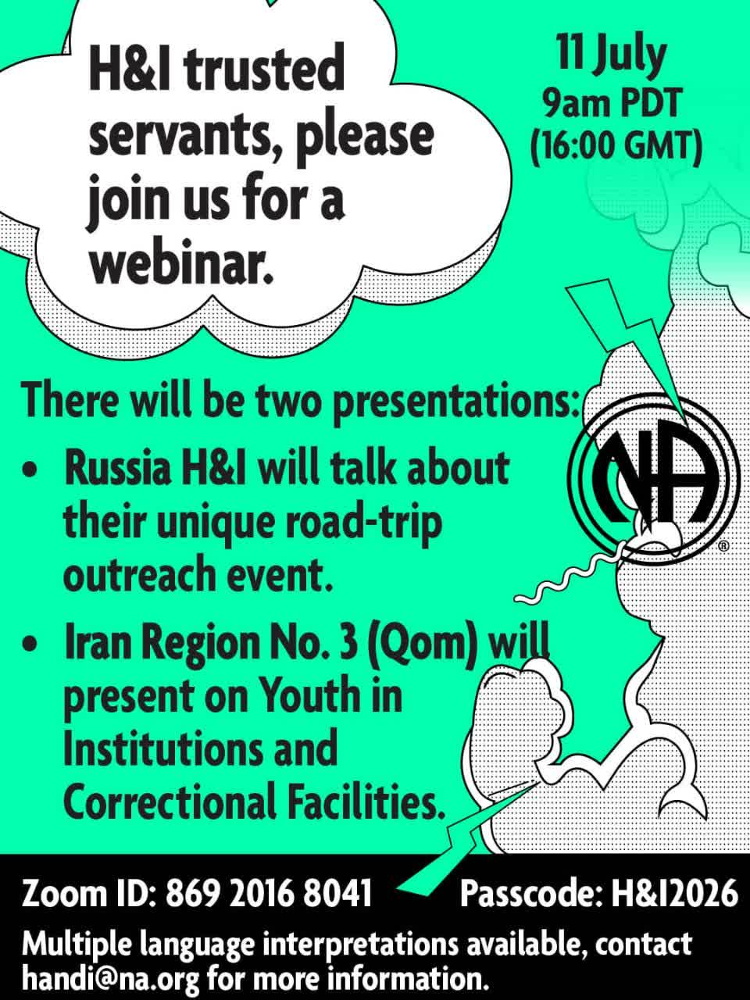 H&I trusted
servants, please
join us for a
webinar.
11 July
9am PDT
(16:00 GMT)
There will be two presentations:
• Russia H&I will talk about
their unique road-trip
outreach event.
• Iran Region No. 3 (Qom) will
present on Youth in
Institutions and
Correctional Facilities.
NA
®
Zoom ID: 869 2016 8041
Passcode: H&I2026
Multiple language interpretations available, contact
handi@na.org for more information.